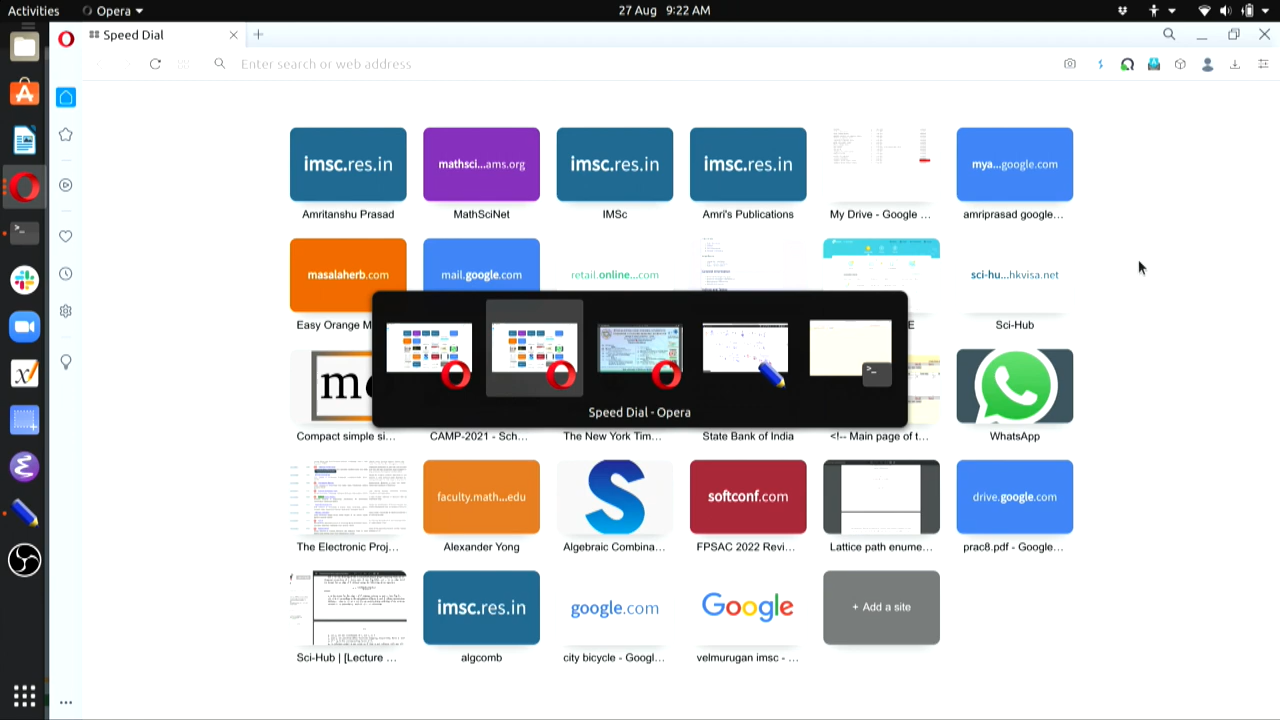 Activities
Opera
27 Aug 9:22 AM
Speed Dial
Enter search or web address
imsc.res.in
mathsci...ams.org
imsc.res.in
imsc.res.in
mya...google.com
Amritanshu Prasad
MathSciNet
IMSc
Amri's Publications
My Drive - Google ...
amriprasad google...
masalaherb.com
mail.google.com
retail.online...com
sci-hu...hkvisa.net
Easy Orange M
E
Sci-Hub
Speed Dial - Opera
Compact simple si...
CAMP-2021 - Sch...
The New York Tim...
State Bank of India
<!-- Main page of t...
WhatsApp
faculty.math...edu
S
softconf.com
drive.google.com
The Electronic Proj...
Alexander Yong
Algebraic Combina...
FPSAC 2022 Revi...
Lattice path enume...
prac8.pdf - Google...
imsc.res.in
google.com
Google
+ Add a site
Sci-Hub | [Lecture ...
algcomb
city bicycle - Googl...
velmurugan imsc - ...